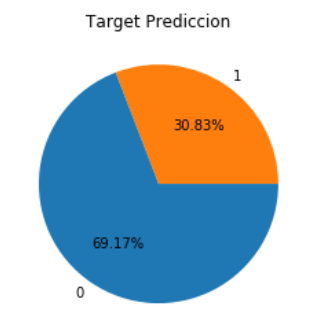 Target Prediccion
1
30.83%
69.17%
0